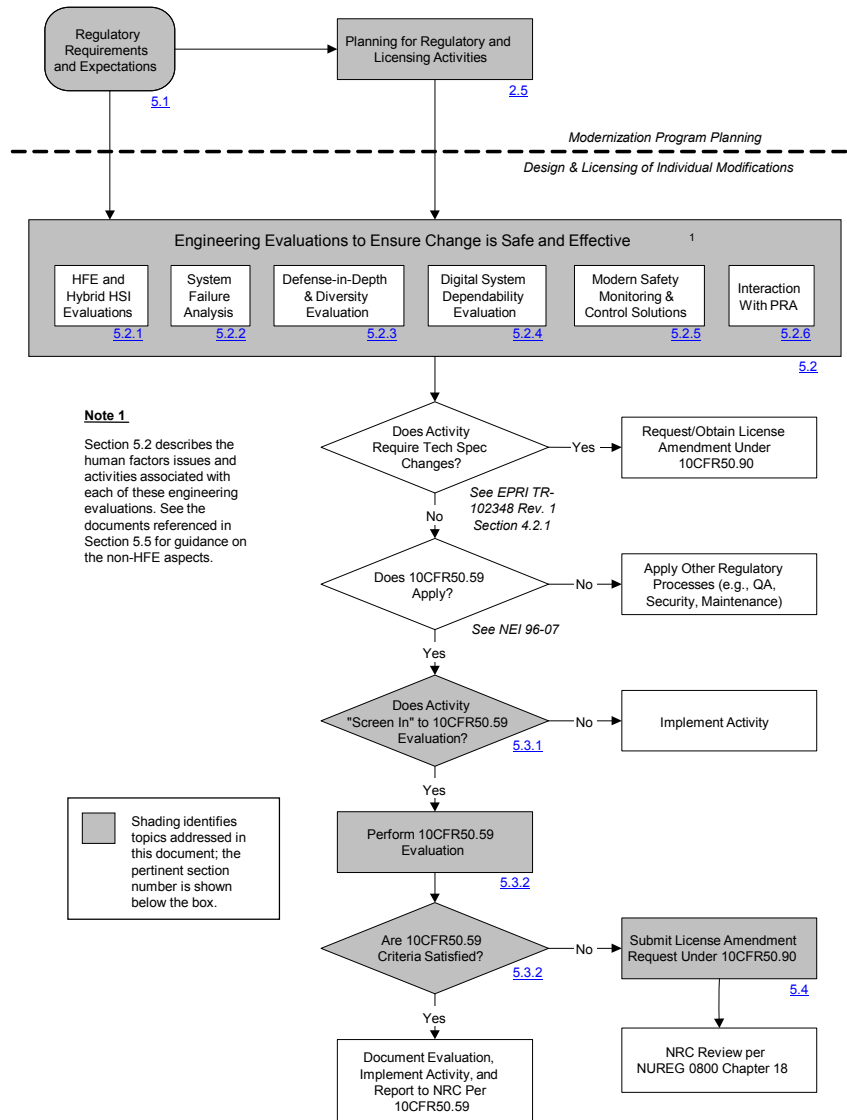 Regulatory
Requirements
and Expectations
5.1
Planning for Regulatory and
Licensing Activities
2.5
Modernization Program Planning
Design & Licensing of Individual Modifications
Engineering Evaluations to Ensure Change is Safe and Effective 1
HFE and
Hybrid HSI
Evaluations
5.2.1
System
Failure
Analysis
5.2.2
Defense-in-Depth
& Diversity
Evaluation
5.2.3
Digital System
Dependability
Evaluation
5.2.4
Modern Safety
Monitoring &
Control Solutions
5.2.5
Interaction
With PRA
5.2.6
5.2
Note 1
Section 5.2 describes the
human factors issues and
activities associated with
each of these engineering
evaluations. See the
documents referenced in
Section 5.5 for guidance on
the non-HFE aspects.
Does Activity
Require Tech Spec
Changes?
Yes
Request/Obtain License
Amendment Under
10CFR50.90
See EPRI TR-
102348 Rev. 1
Section 4.2.1
No
Does 10CFR50.59
Apply?
No
Apply Other Regulatory
Processes (e.g., QA,
Security, Maintenance)
See NEI 96-07
Yes
Does Activity
"Screen In" to 10CFR50.59
Evaluation?
5.3.1
No
Implement Activity
Yes
Shading identifies
topics addressed in
this document; the
pertinent section
number is shown
below the box.
Perform 10CFR50.59
Evaluation
5.3.2
Are 10CFR50.59
Criteria Satisfied?
5.3.2
No
Submit License Amendment
Request Under 10CFR50.90
5.4
Yes
Document Evaluation,
Implement Activity, and
Report to NRC Per
10CFR50.59
NRC Review per
NUREG 0800 Chapter 18